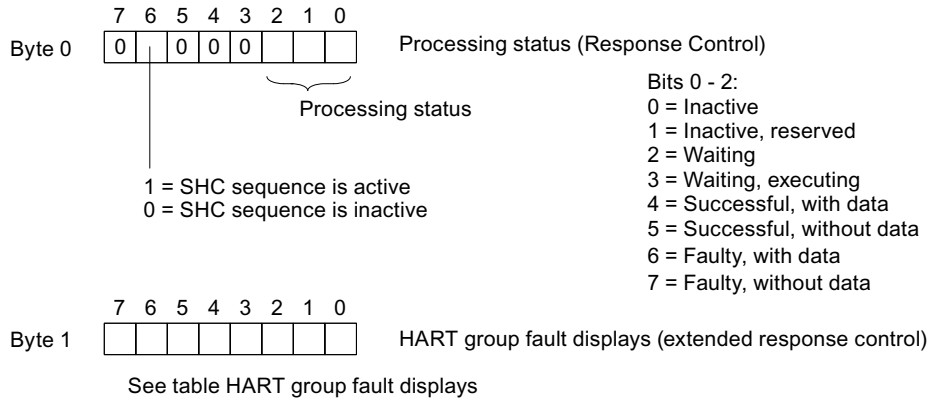 7 6 5 4 3 2 1 0
Byte 0 0 0 0 0 Processing status (Response Control)
Processing status
Bits 0 - 2:
0 = Inactive
1 = Inactive, reserved
2 = Waiting
3 = Waiting, executing
4 = Successful, with data
5 = Successful, without data
6 = Faulty, with data
7 = Faulty, without data
1 = SHC sequence is active
0 = SHC sequence is inactive
7 6 5 4 3 2 1 0
Byte 1 HART group fault displays (extended response control)
See table HART group fault displays